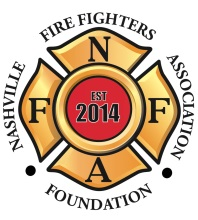 NASHVILLE FIRE FIGHTERS ASSOCIATION
N
F
EST
2014
F
A
FOUNDATION